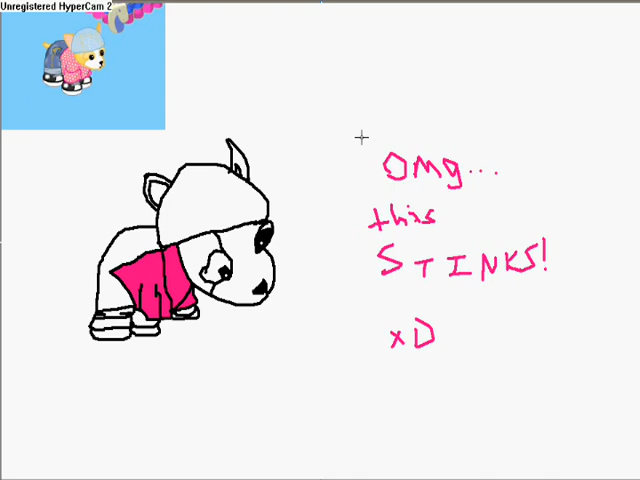 Unregistered HyperCam 2
OMg...
this
STINKS!
xD